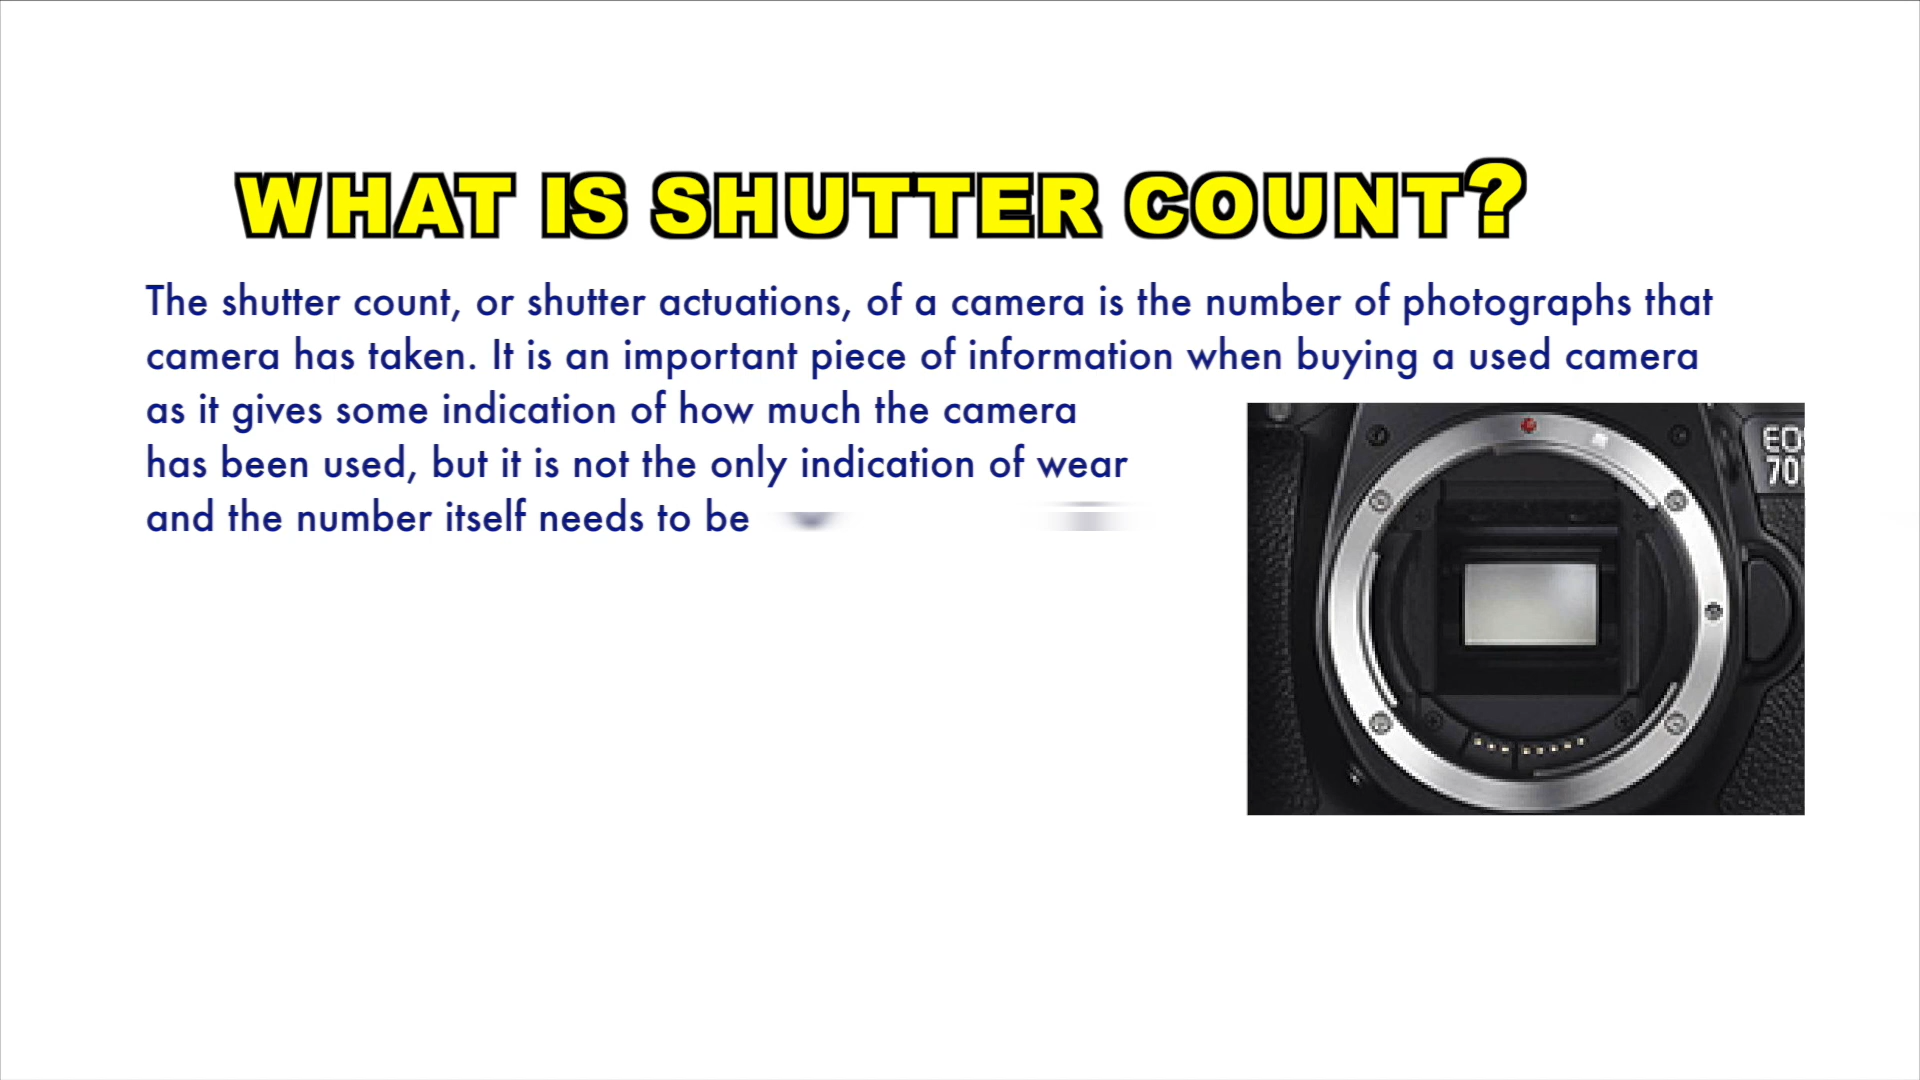 WHAT IS SHUTTER COUNT?
The shutter count, or shutter actuations, of a camera is the number of photographs that
camera has taken. It is an important piece of information when buying a used camera
as it gives some indication of how much the camera
has been used, but it is not the only indication of wear
and the number itself needs to be
EO
70